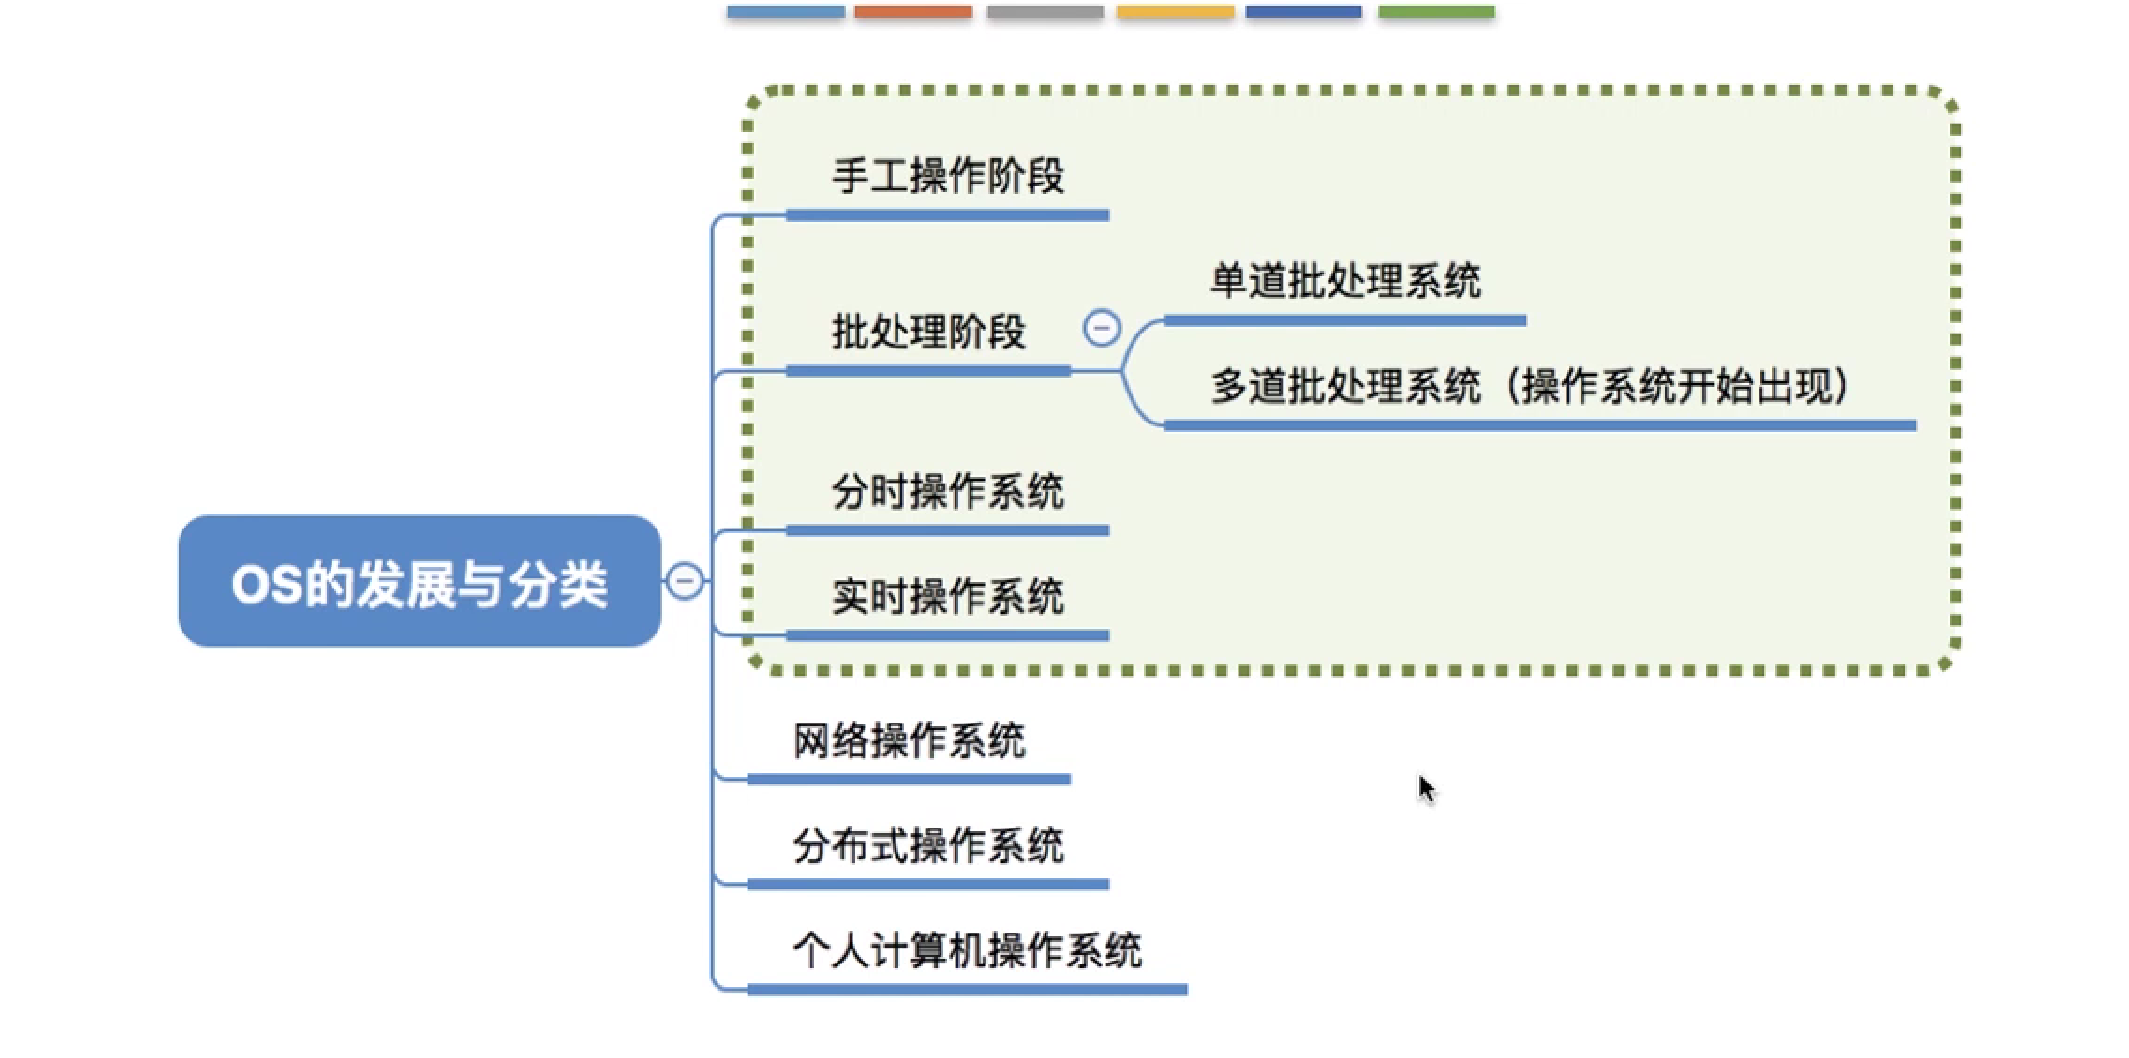 手工操作阶段
批处理阶段
单道批处理系统
多道批处理系统（操作系统开始出现）
分时操作系统
实时操作系统
OS的发展与分类
网络操作系统
分布式操作系统
个人计算机操作系统